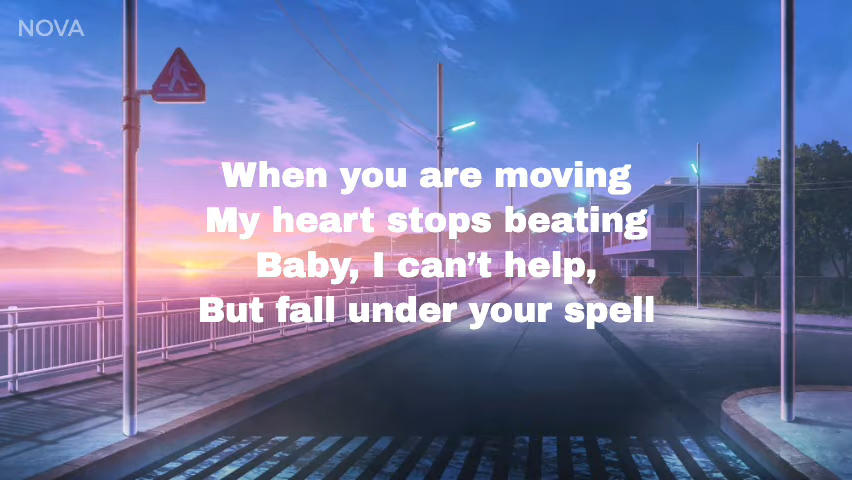 NOVA
When you are moving
My heart stops beating
Baby, I can’t help,
But fall under your spell